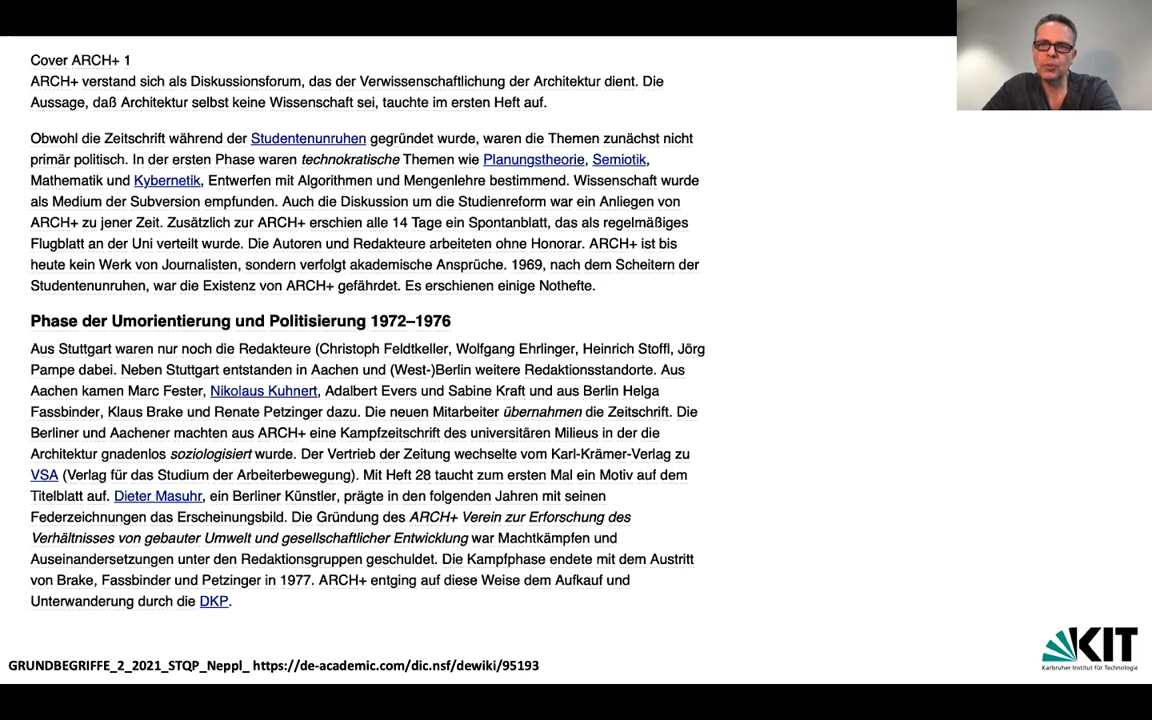 Cover ARCH+ 1
ARCH+ verstand sich als Diskussionsforum, das der Verwissenschaftlichung der Architektur dient. Die
Aussage, daß Architektur selbst keine Wissenschaft sei, tauchte im ersten Heft auf.
Obwohl die Zeitschrift während der Studentenunruhen gegründet wurde, waren die Themen zunächst nicht
primär politisch. In der ersten Phase waren technokratische Themen wie Planungstheorie, Semiotik,
Mathematik und Kybernetik, Entwerfen mit Algorithmen und Mengenlehre bestimmend. Wissenschaft wurde
als Medium der Subversion empfunden. Auch die Diskussion um die Studienreform war ein Anliegen von
ARCH+ zu jener Zeit. Zusätzlich zur ARCH+ erschien alle 14 Tage ein Spontanblatt, das als regelmäßiges
Flugblatt an der Uni verteilt wurde. Die Autoren und Redakteure arbeiteten ohne Honorar. ARCH+ ist bis
heute kein Werk von Journalisten, sondern verfolgt akademische Ansprüche. 1969, nach dem Scheitern der
Studentenunruhen, war die Existenz von ARCH+ gefährdet. Es erschienen einige Nothefte.
Phase der Umorientierung und Politisierung 1972–1976
Aus Stuttgart waren nur noch die Redakteure (Christoph Feldtkeller, Wolfgang Ehrlinger, Heinrich Stoffl, Jörg
Pampe dabei. Neben Stuttgart entstanden in Aachen und (West-)Berlin weitere Redaktionsstandorte. Aus
Aachen kamen Marc Fester, Nikolaus Kuhnert, Adalbert Evers und Sabine Kraft und aus Berlin Helga
Fassbinder, Klaus Brake und Renate Petzinger dazu. Die neuen Mitarbeiter übernahmen die Zeitschrift. Die
Berliner und Aachener machten aus ARCH+ eine Kampfzeitschrift des universitären Milieus in der die
Architektur gnadenlos soziologisiert wurde. Der Vertrieb der Zeitung wechselte vom Karl-Krämer-Verlag zu
VSA (Verlag für das Studium der Arbeiterbewegung). Mit Heft 28 taucht zum ersten Mal ein Motiv auf dem
Titelblatt auf. Dieter Masuhr, ein Berliner Künstler, prägte in den folgenden Jahren mit seinen
Federzeichnungen das Erscheinungsbild. Die Gründung des ARCH+ Verein zur Erforschung des
Verhältnisses von gebauter Umwelt und gesellschaftlicher Entwicklung war Machtkämpfen und
Auseinandersetzungen unter den Redaktionsgruppen geschuldet. Die Kampfphase endete mit dem Austritt
von Brake, Fassbinder und Petzinger in 1977. ARCH+ entging auf diese Weise dem Aufkauf und
Unterwanderung durch die DKP.
KIT
Karlsruher Institut für Technologie
GRUNDBEGRIFFE_2_2021_STQP_Neppl_ https://de-academic.com/dic.nsf/dewiki/95193